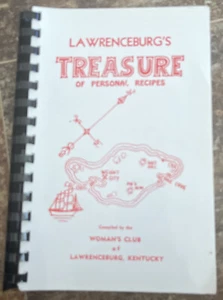 LAWRENCEBURG'S
TREASURE
OF PERSONAL RECIPES
Compiled by the
WOMAN'S CLUB
of
LAWRENCEBURG, KENTUCKY